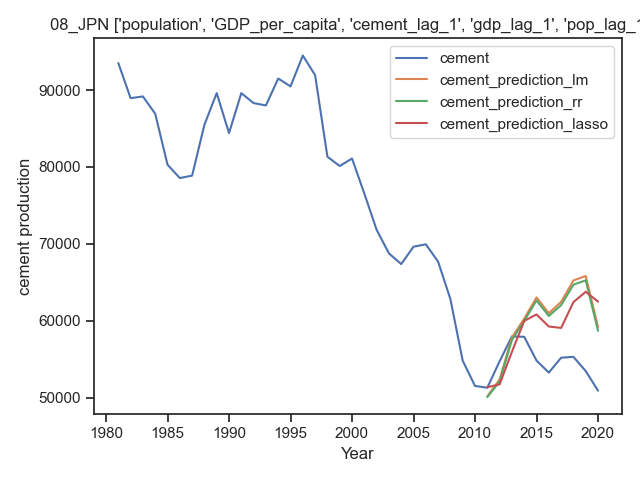 08_JPN ['population', 'GDP_per_capita', 'cement_lag_1', 'gdp_lag_1', 'pop_lag_1
cement
cement_prediction_lm
cement_prediction_rr
cement_prediction_lasso
cement production
90000
80000
70000
60000
50000
1980
1985
1990
1995
2000
2005
2010
2015
2020
Year